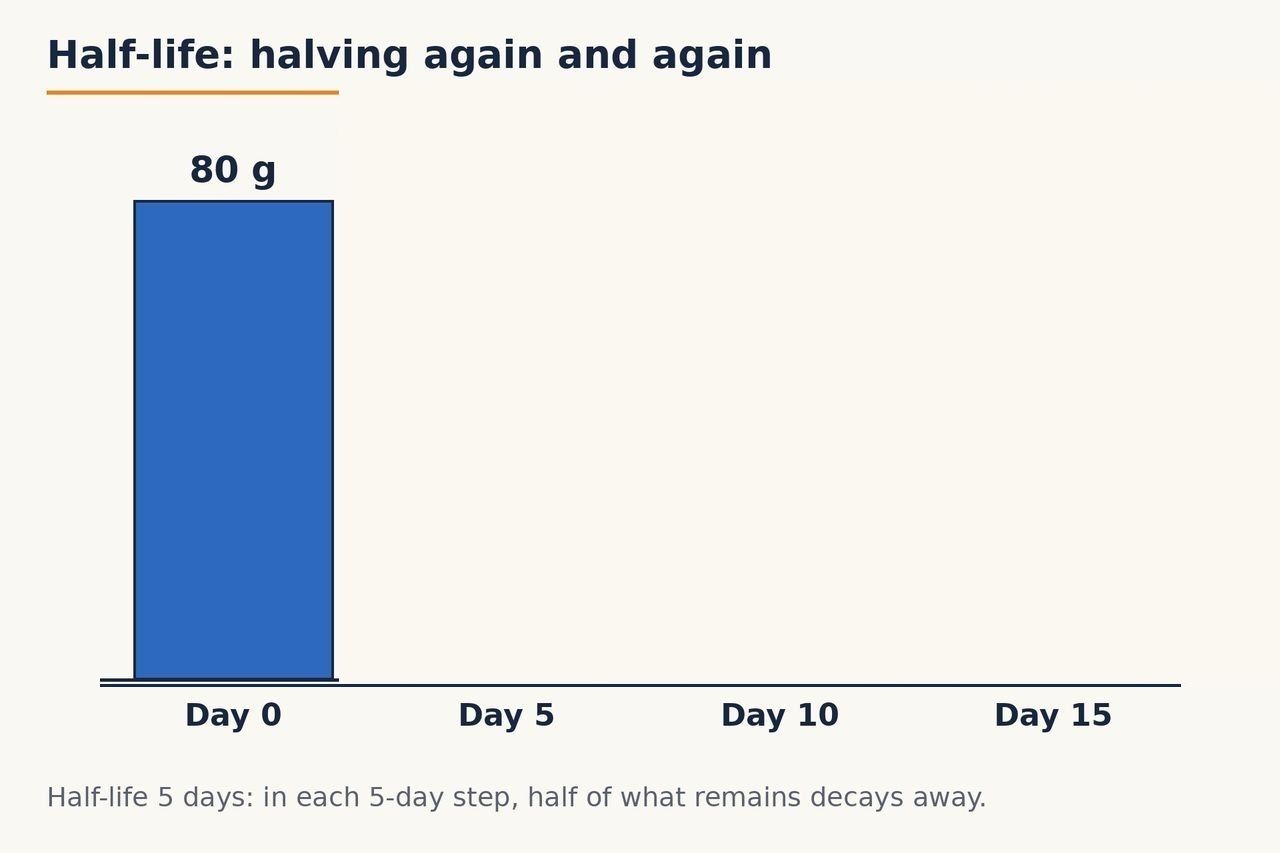 Half-life: halving again and again
80 g
Day 0 Day 5 Day 10 Day 15
Half-life 5 days: in each 5-day step, half of what remains decays away.